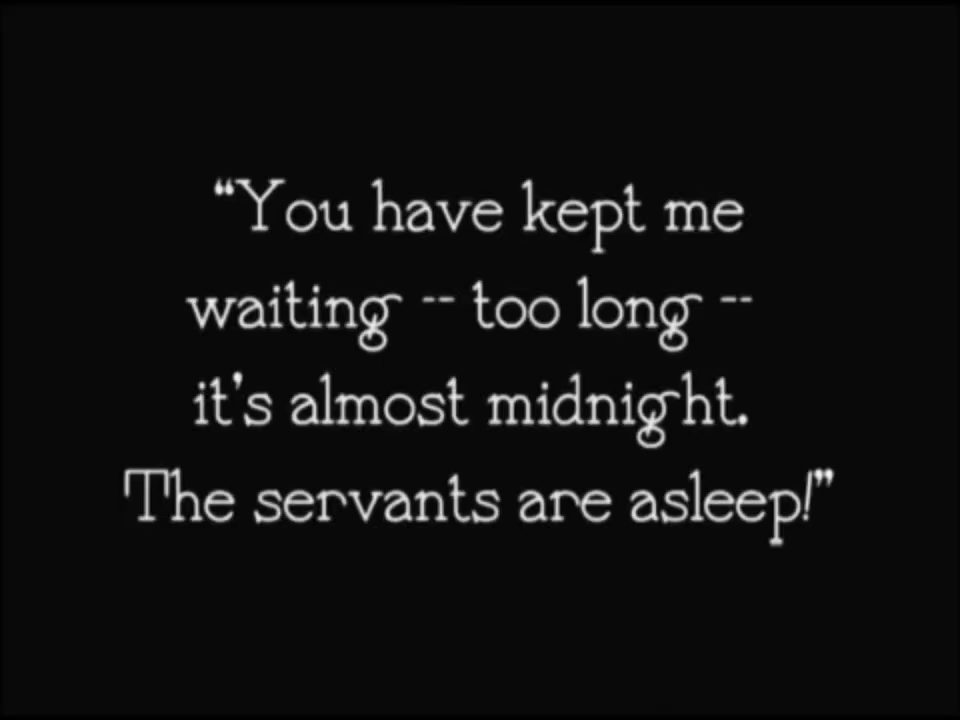 “You have kept me
waiting -- too long --
it's almost midnight.
The servants are asleep!”